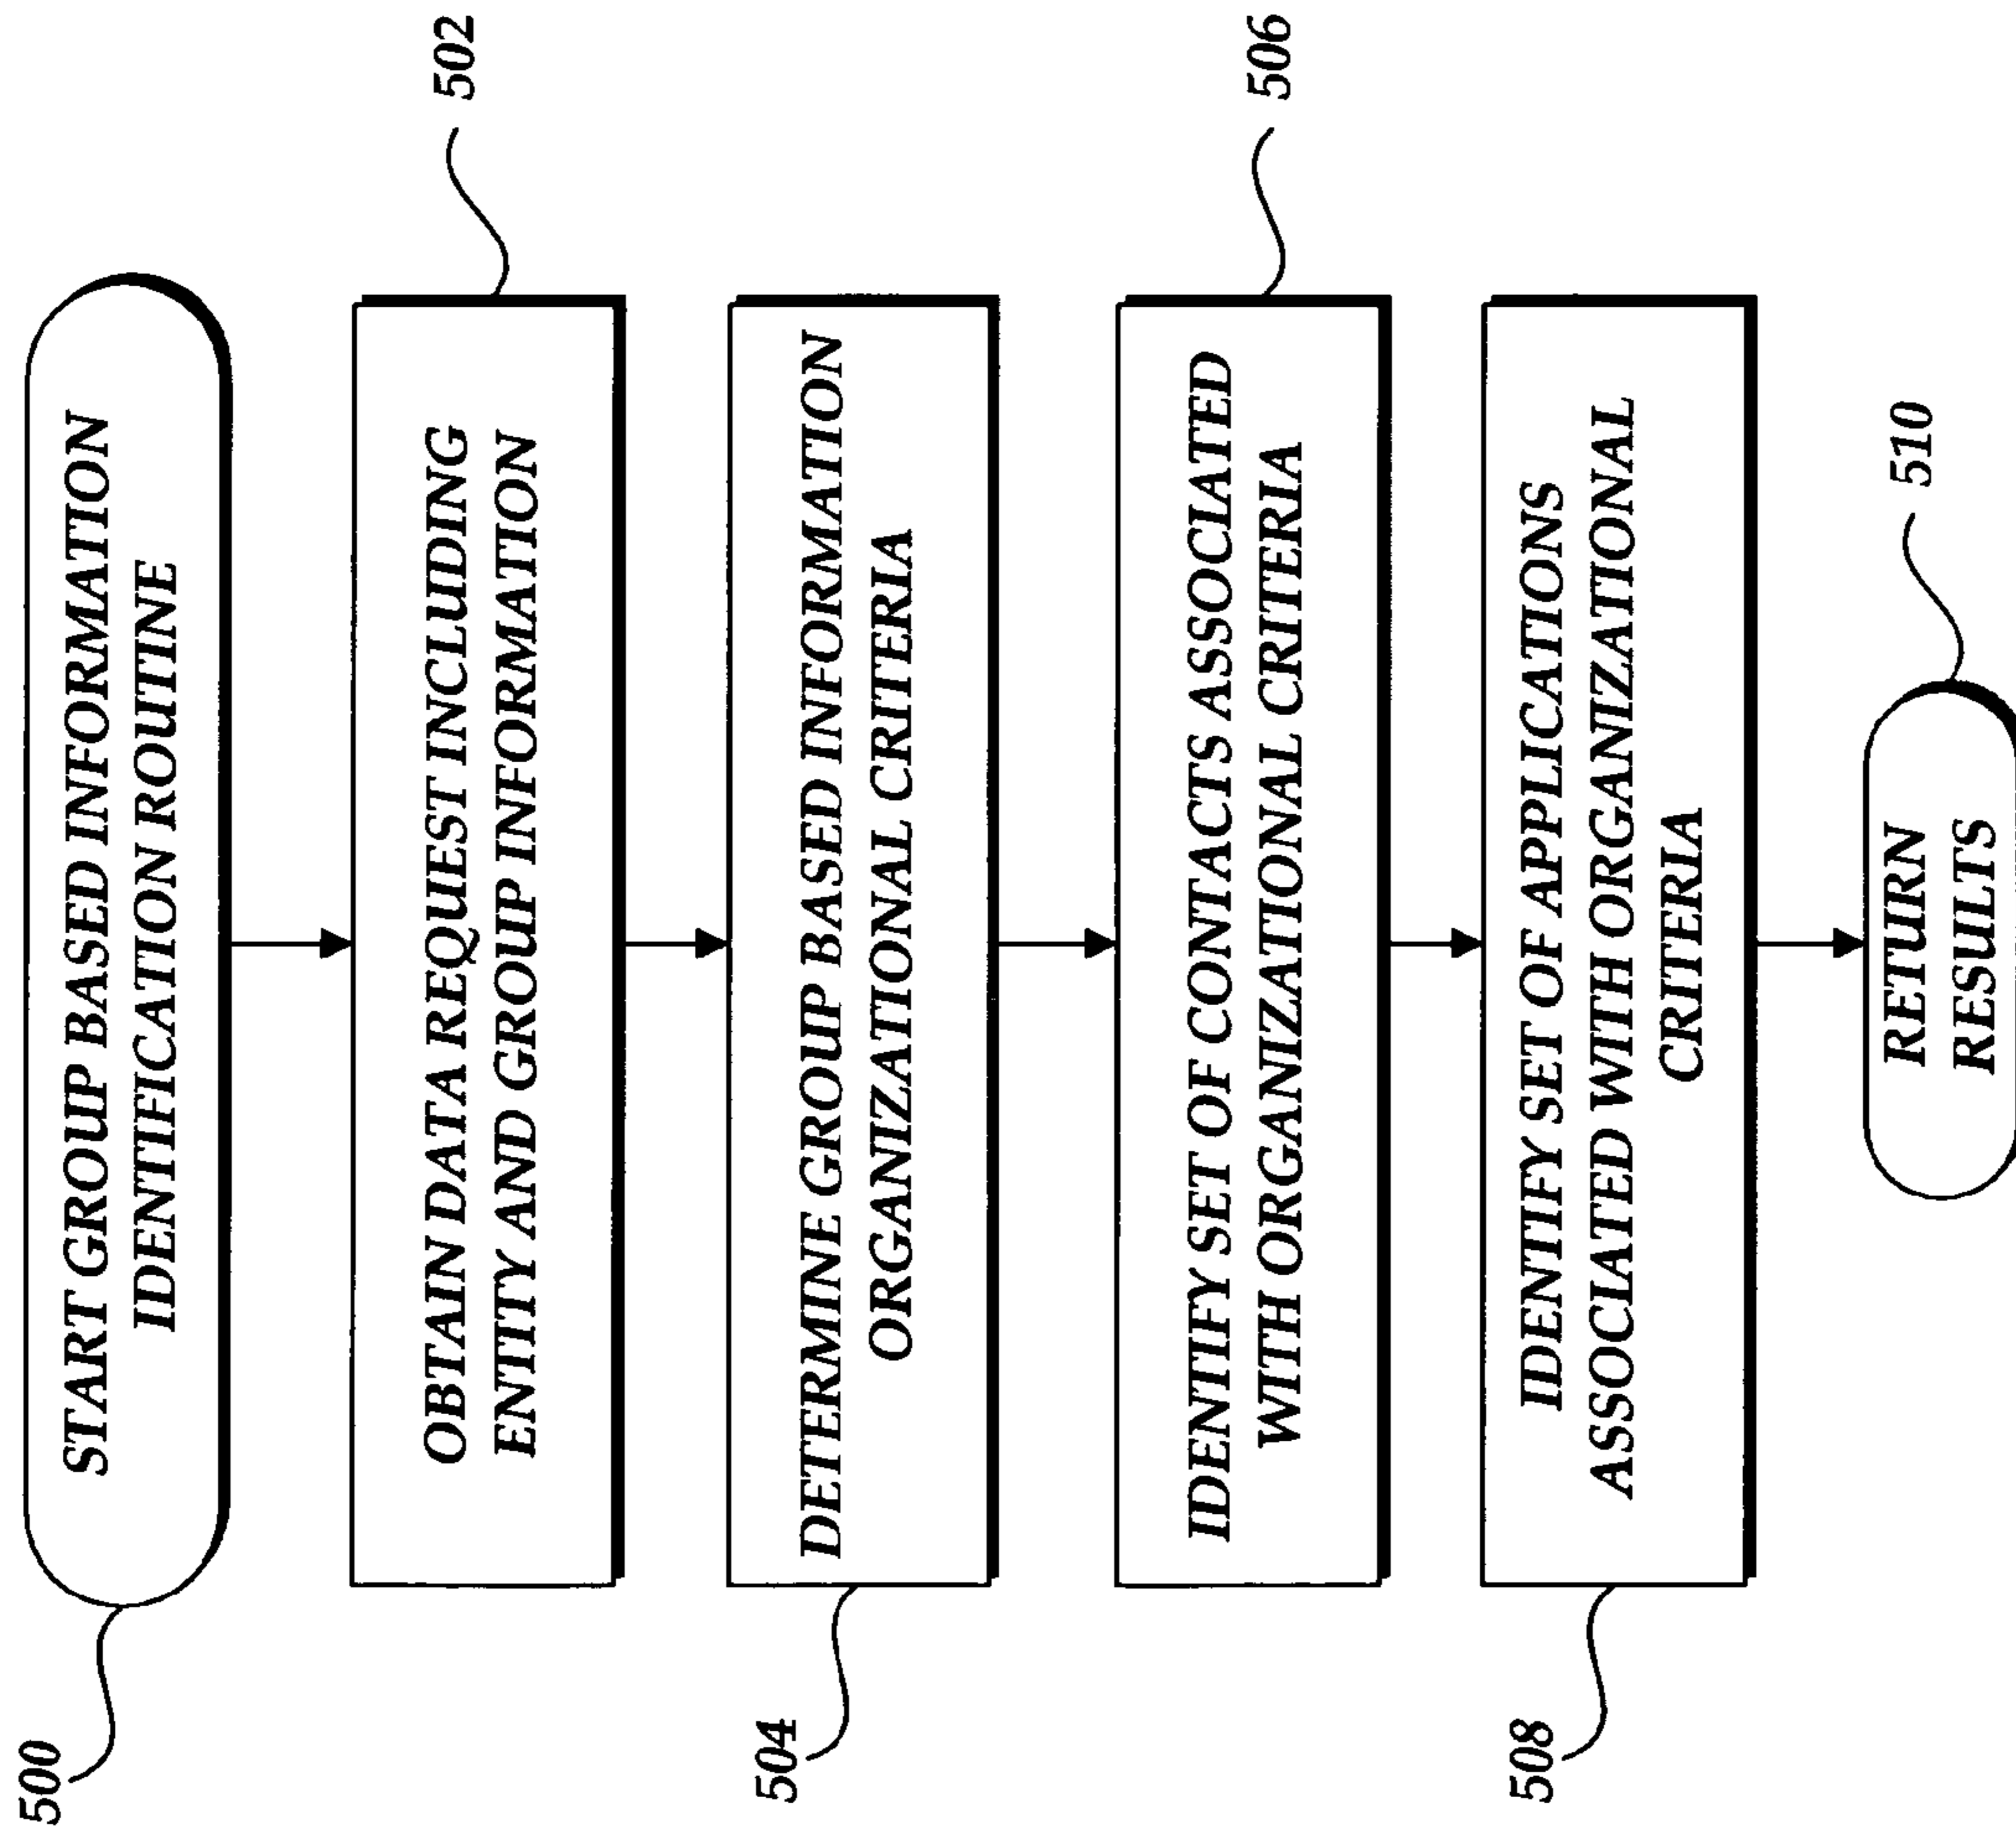 500
START GROUP BASED INFORMATION
IDENTIFICATION ROUTINE
502
OBTAIN DATA REQUEST INCLUDING
ENTITY AND GROUP INFORMATION
504
DETERMINE GROUP BASED INFORMATION
ORGANIZATIONAL CRITERIA
506
IDENTIFY SET OF CONTACTS ASSOCIATED
WITH ORGANIZATIONAL CRITERIA
508
IDENTIFY SET OF APPLICATIONS
ASSOCIATED WITH ORGANIZATIONAL
CRITERIA
510
RETURN
RESULTS